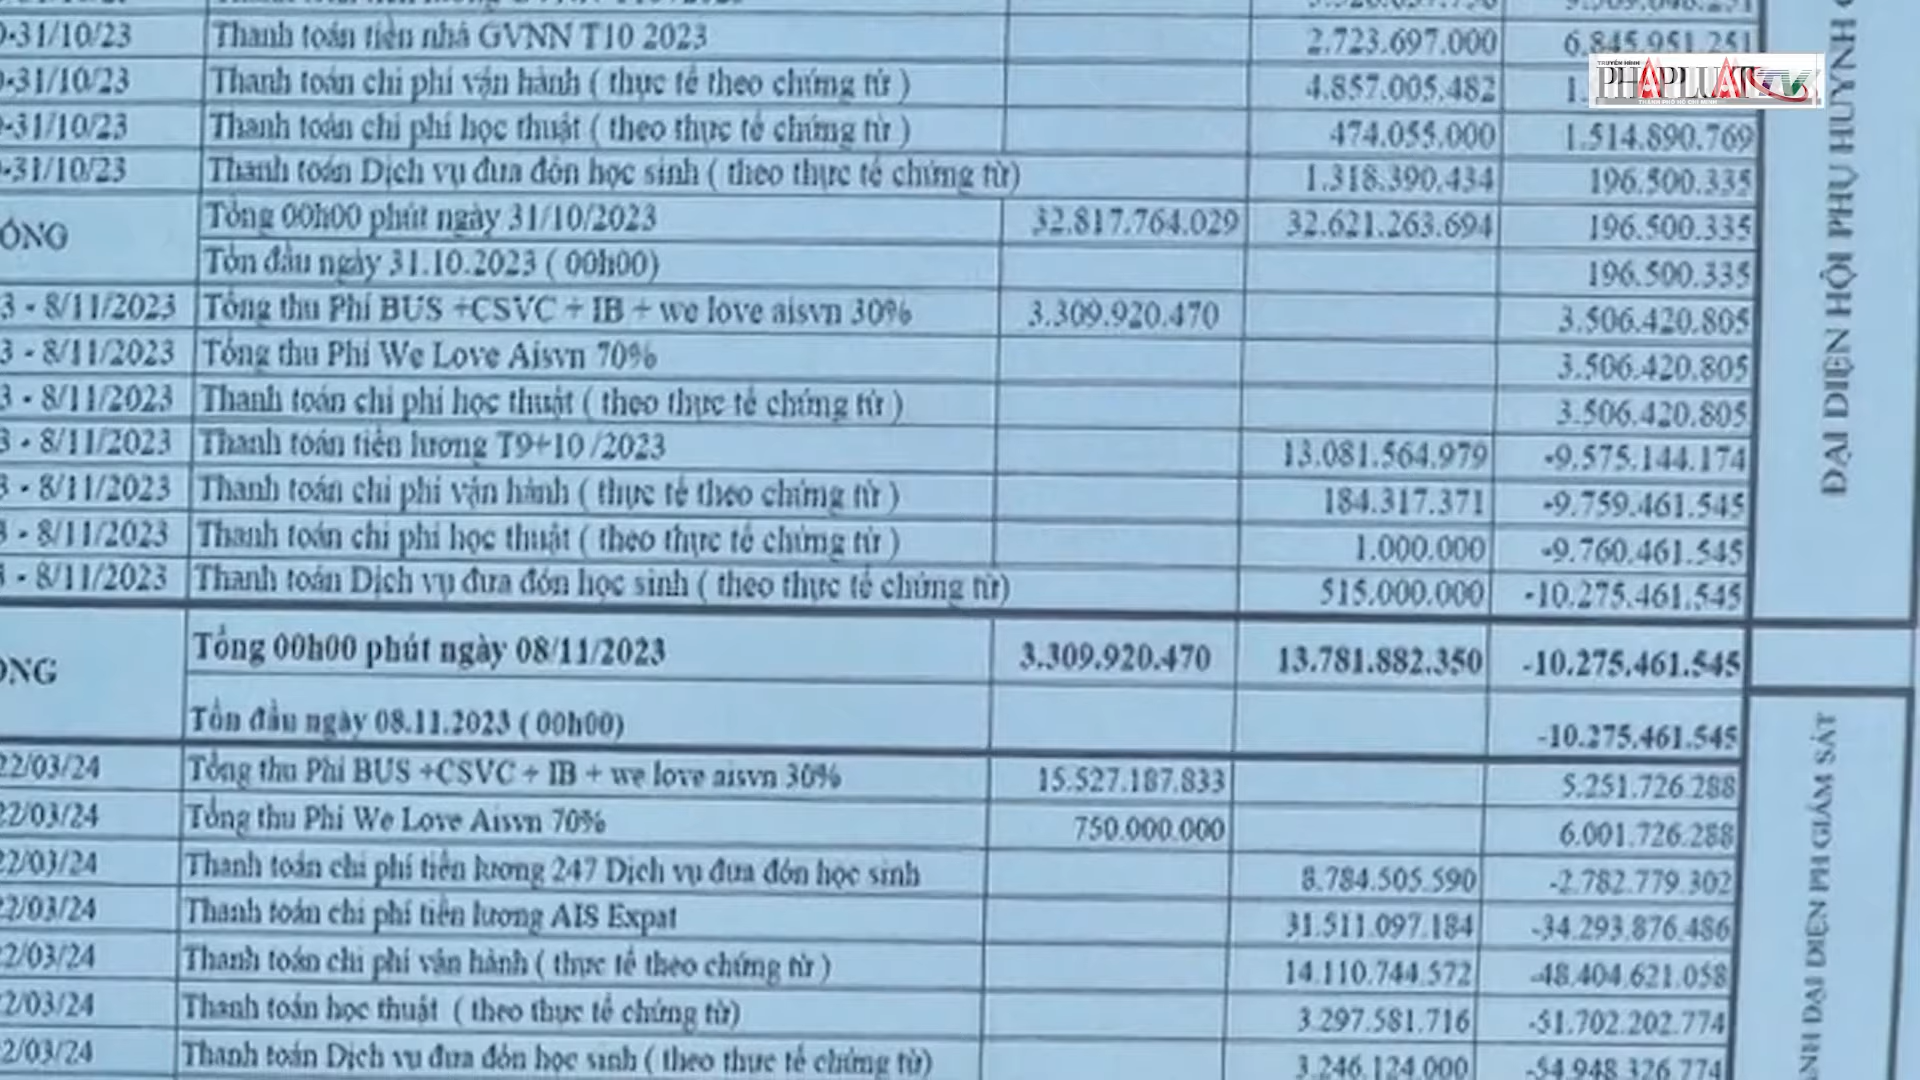 0-31/10/23 Thanh toán tiền nhà GVNN T10 2023 2.723.697.000 6.845.951.251
0-31/10/23 Thanh toán chi phí vận hành ( thực tế theo chứng từ ) 4.857.005.482 1.
0-31/10/23 Thanh toán chi phí học thuật ( theo thực tế chứng từ ) 474.055.000 1.514.890.769
0-31/10/23 Thanh toán Dịch vụ đưa đón học sinh ( theo thực tế chứng từ) 1.318.390.434 196.500.335
ỔNG Tổng 00h00 phút ngày 31/10/2023 32.817.764.029 32.621.263.694 196.500.335
Tồn đầu ngày 31.10.2023 ( 00h00) 196.500.335
3 - 8/11/2023 Tổng thu Phí BUS +CSVC + IB + we love aisvn 30% 3.309.920.470 3.506.420.805
3 - 8/11/2023 Tổng thu Phí We Love Aisvn 70% 3.506.420.805
3 - 8/11/2023 Thanh toán chi phí học thuật ( theo thực tế chứng từ ) 3.506.420.805
3 - 8/11/2023 Thanh toán tiền lương T9+10 /2023 13.081.564.979 -9.575.144.174
3 - 8/11/2023 Thanh toán chi phí vận hành ( thực tế theo chứng từ ) 184.317.371 -9.759.461.545
3 - 8/11/2023 Thanh toán chi phí học thuật ( theo thực tế chứng từ ) 1.000.000 -9.760.461.545
3 - 8/11/2023 Thanh toán Dịch vụ đưa đón học sinh ( theo thực tế chứng từ) 515.000.000 -10.275.461.545
ỔNG Tổng 00h00 phút ngày 08/11/2023 3.309.920.470 13.781.882.350 -10.275.461.545
Tồn đầu ngày 08.11.2023 ( 00h00) -10.275.461.545
22/03/24 Tổng thu Phí BUS +CSVC + IB + we love aisvn 30% 15.527.187.833 5.251.726.288
22/03/24 Tổng thu Phí We Love Aisvn 70% 750.000.000 6.001.726.288
22/03/24 Thanh toán chi phí tiền lương 247 Dịch vụ đưa đón học sinh 8.784.505.590 -2.782.779.302
22/03/24 Thanh toán chi phí tiền lương AIS Expat 31.511.097.184 -34.293.876.486
22/03/24 Thanh toán chi phí vân hành ( thực tế theo chứng từ ) 14.110.744.572 -48.404.621.058
22/03/24 Thanh toán học thuật ( theo thực tế chứng từ) 3.297.581.716 -51.702.202.774
22/03/24 Thanh toán Dịch vụ đưa đón học sinh ( theo thực tế chứng từ) 3.246.124.000 -54.948.326.774
ĐẠI DIỆN HỘI PHỤ HUYNH
ĐẠI DIỆN PH GIÁM SÁT
TRUYỀN HÌNH
PHÁP LUẬT TV
THÀNH PHỐ HỒ CHÍ MINH